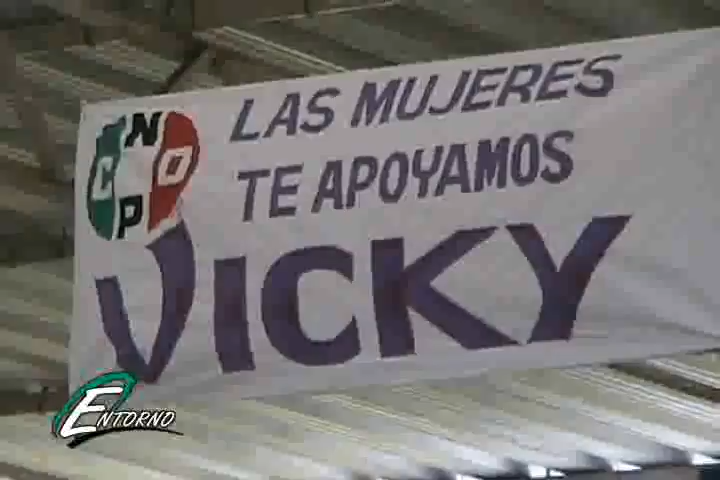 CNOP
LAS MUJERES
TE APOYAMOS
VICKY
ENTORNO